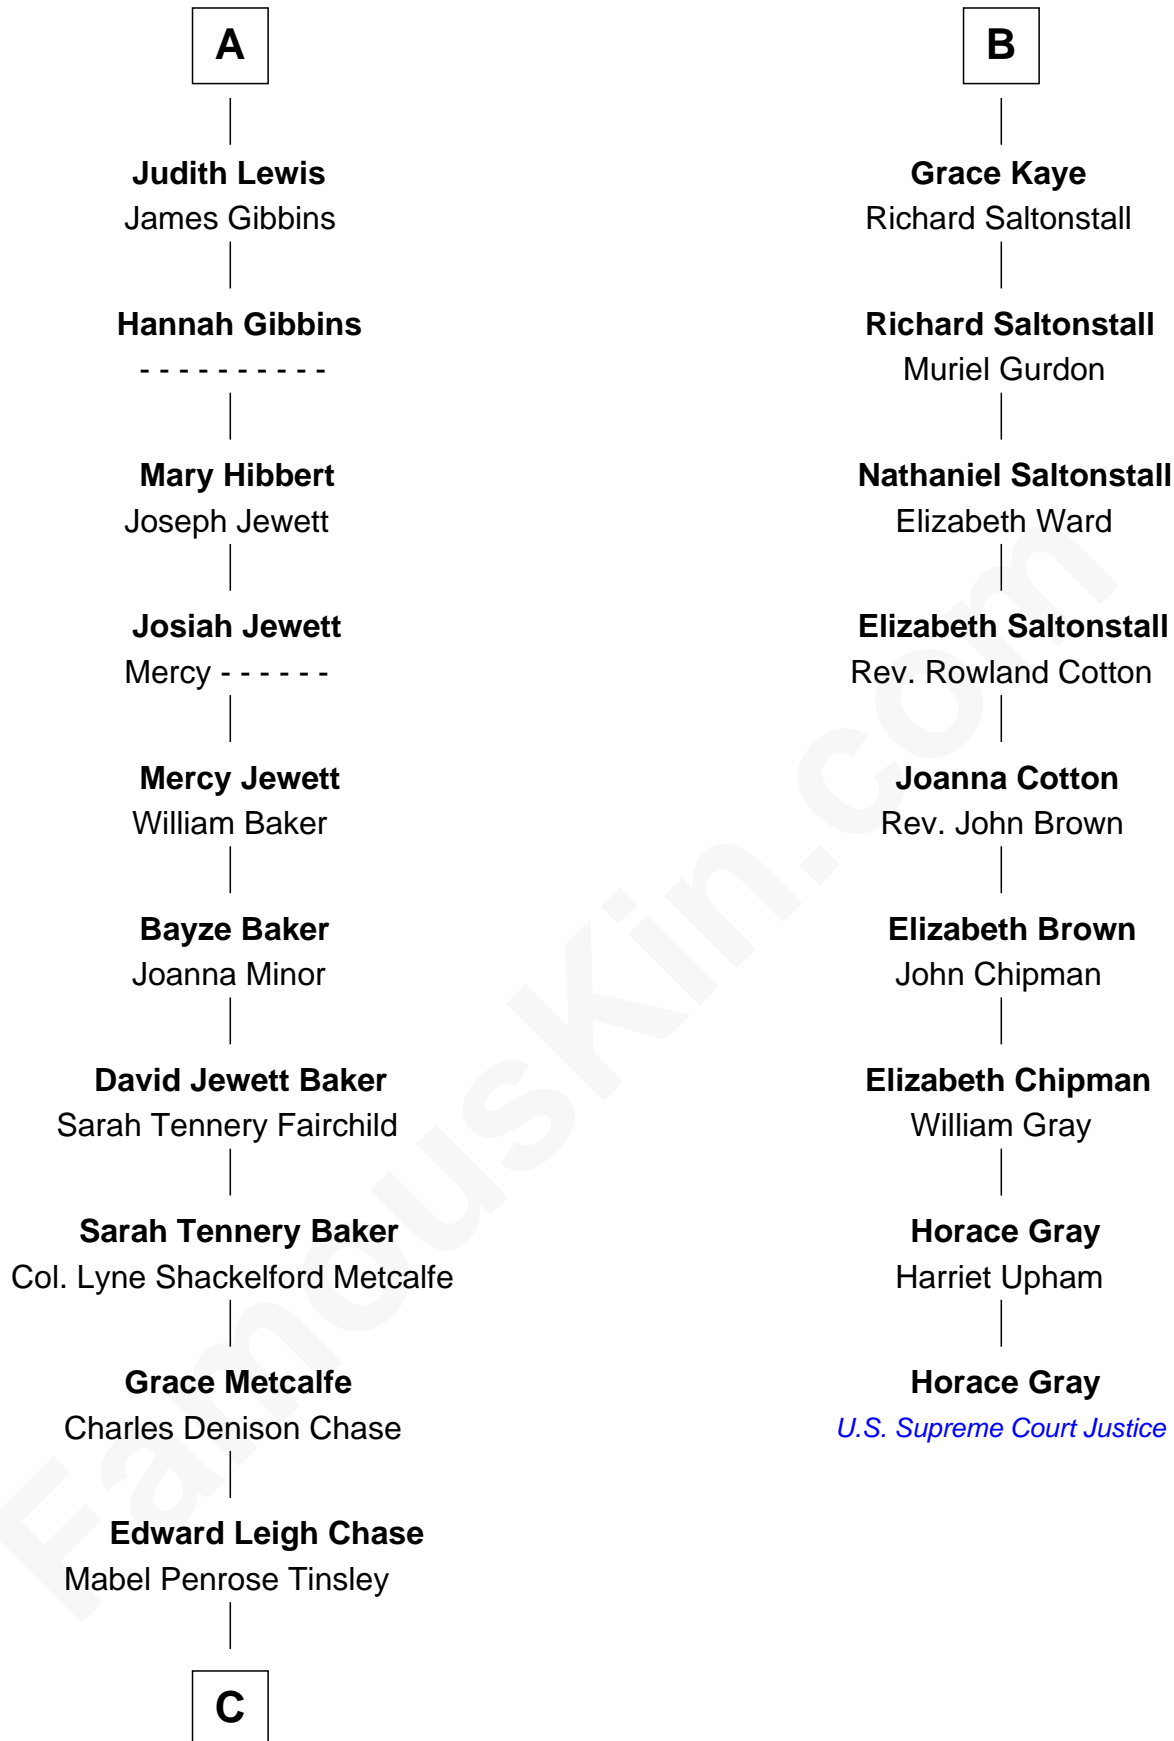 A
Judith Lewis
James Gibbins
Hannah Gibbins
- - - - - - - - - -
Mary Hibbert
Joseph Jewett
Josiah Jewett
Mercy - - - - - -
Mercy Jewett
William Baker
Bayze Baker
Joanna Minor
David Jewett Baker
Sarah Tennery Fairchild
Sarah Tennery Baker
Col. Lyne Shackelford Metcalfe
Grace Metcalfe
Charles Denison Chase
Edward Leigh Chase
Mabel Penrose Tinsley
C
B
Grace Kaye
Richard Saltonstall
Richard Saltonstall
Muriel Gurdon
Nathaniel Saltonstall
Elizabeth Ward
Elizabeth Saltonstall
Rev. Rowland Cotton
Joanna Cotton
Rev. John Brown
Elizabeth Brown
John Chipman
Elizabeth Chipman
William Gray
Horace Gray
Harriet Upham
Horace Gray
U.S. Supreme Court Justice
FamousKin.com